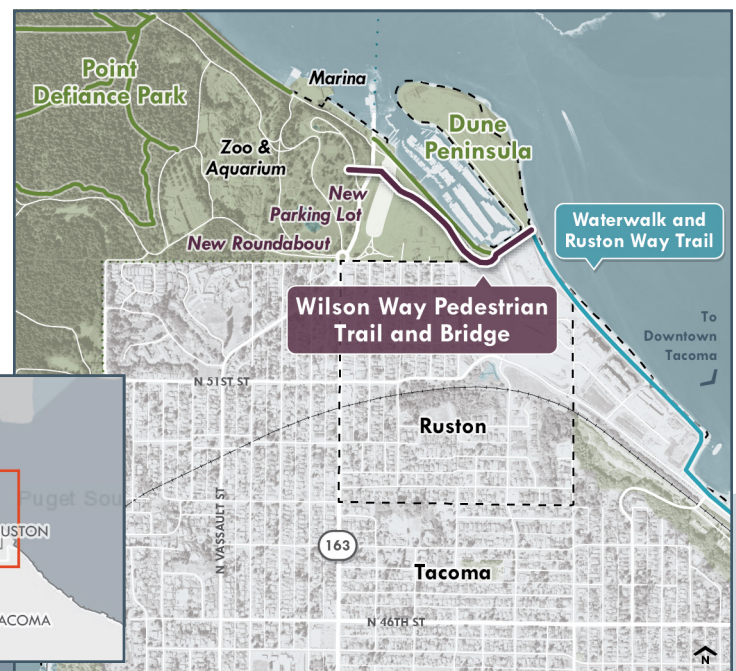 Point
Defiance Park
Marina
Dune
Peninsula
Zoo &
Aquarium
New
Parking Lot
New Roundabout
Waterwalk and
Ruston Way Trail
Wilson Way Pedestrian
Trail and Bridge
To
Downtown
Tacoma
N 51ST ST
Ruston
N VASSAULT ST
163
Tacoma
N 46TH ST
N
Puget Sou
USTON
ACOMA